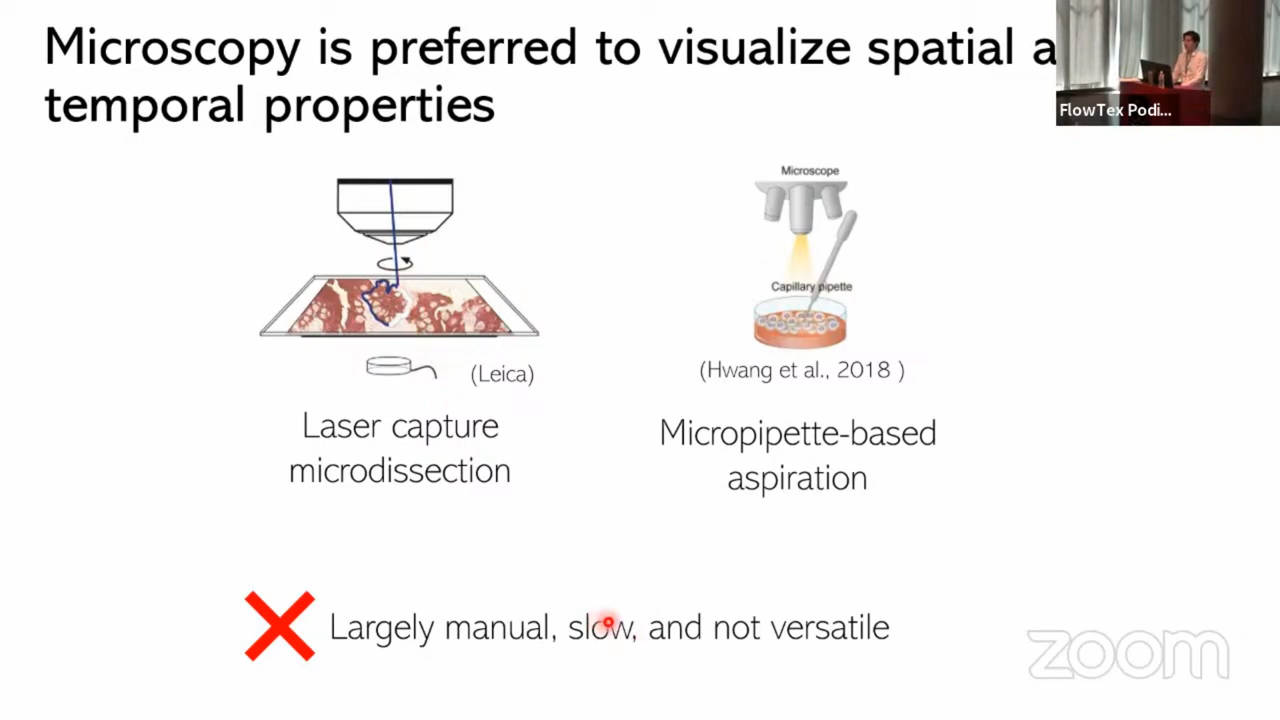 Microscopy is preferred to visualize spatial a
temporal properties
FlowTex Podi...
Microscope
Capillary pipette
(Leica)
(Hwang et al., 2018 )
Laser capture
microdissection
Micropipette-based
aspiration
Largely manual, slow, and not versatile
zoom